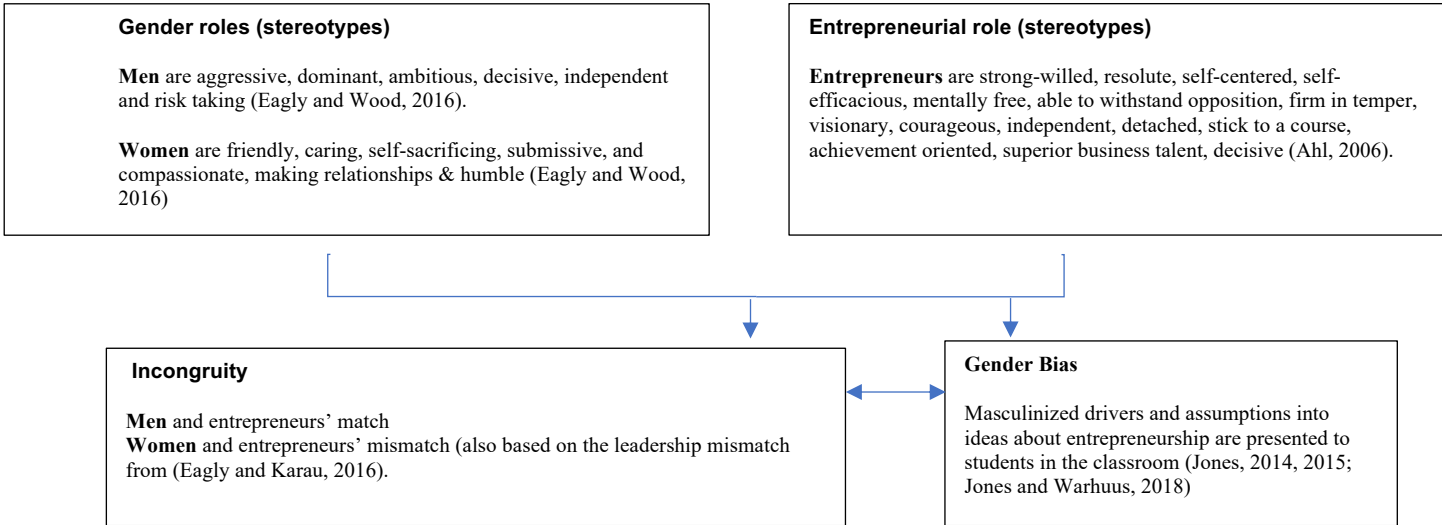 Gender roles (stereotypes)
Men are aggressive, dominant, ambitious, decisive, independent
and risk taking (Eagly and Wood, 2016).
Women are friendly, caring, self-sacrificing, submissive, and
compassionate, making relationships & humble (Eagly and Wood,
2016)
Entrepreneurial role (stereotypes)
Entrepreneurs are strong-willed, resolute, self-centered, self-
efficacious, mentally free, able to withstand opposition, firm in temper,
visionary, courageous, independent, detached, stick to a course,
achievement oriented, superior business talent, decisive (Ahl, 2006).
Incongruity
Men and entrepreneurs’ match
Women and entrepreneurs’ mismatch (also based on the leadership mismatch
from (Eagly and Karau, 2016).
Gender Bias
Masculinized drivers and assumptions into
ideas about entrepreneurship are presented to
students in the classroom (Jones, 2014, 2015;
Jones and Warhuus, 2018)